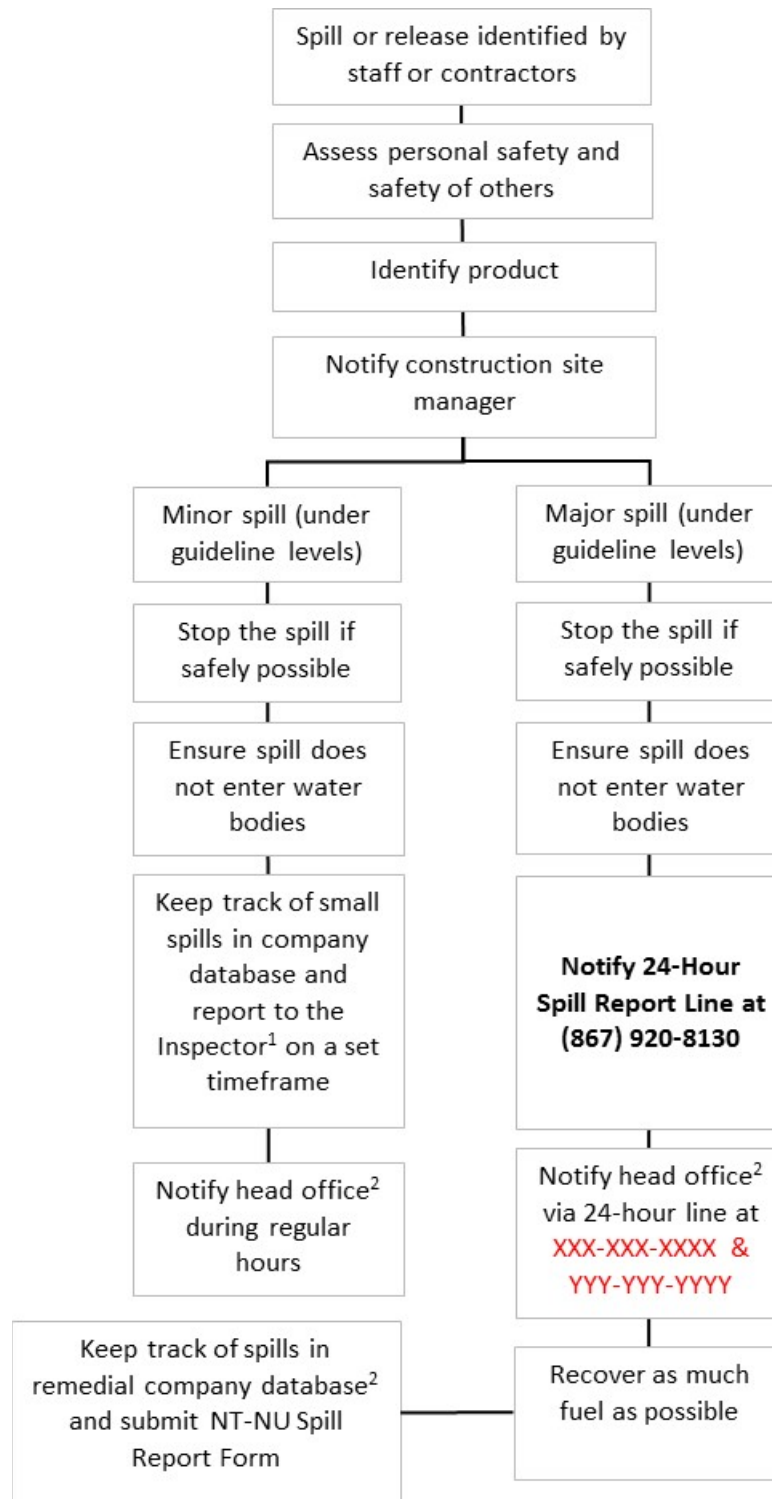 Spill or release identified by
staff or contractors
Assess personal safety and
safety of others
Identify product
Notify construction site
manager
Minor spill (under
guideline levels)
Stop the spill if
safely possible
Ensure spill does
not enter water
bodies
Keep track of small
spills in company
database and
report to the
Inspector¹ on a set
timeframe
Notify head office²
during regular
hours
Major spill (under
guideline levels)
Stop the spill if
safely possible
Ensure spill does
not enter water
bodies
Notify 24-Hour
Spill Report Line at
(867) 920-8130
Notify head office²
via 24-hour line at
XXX-XXX-XXXX &
YYY-YYY-YYYY
Recover as much
fuel as possible
Keep track of spills in
remedial company database²
and submit NT-NU Spill
Report Form